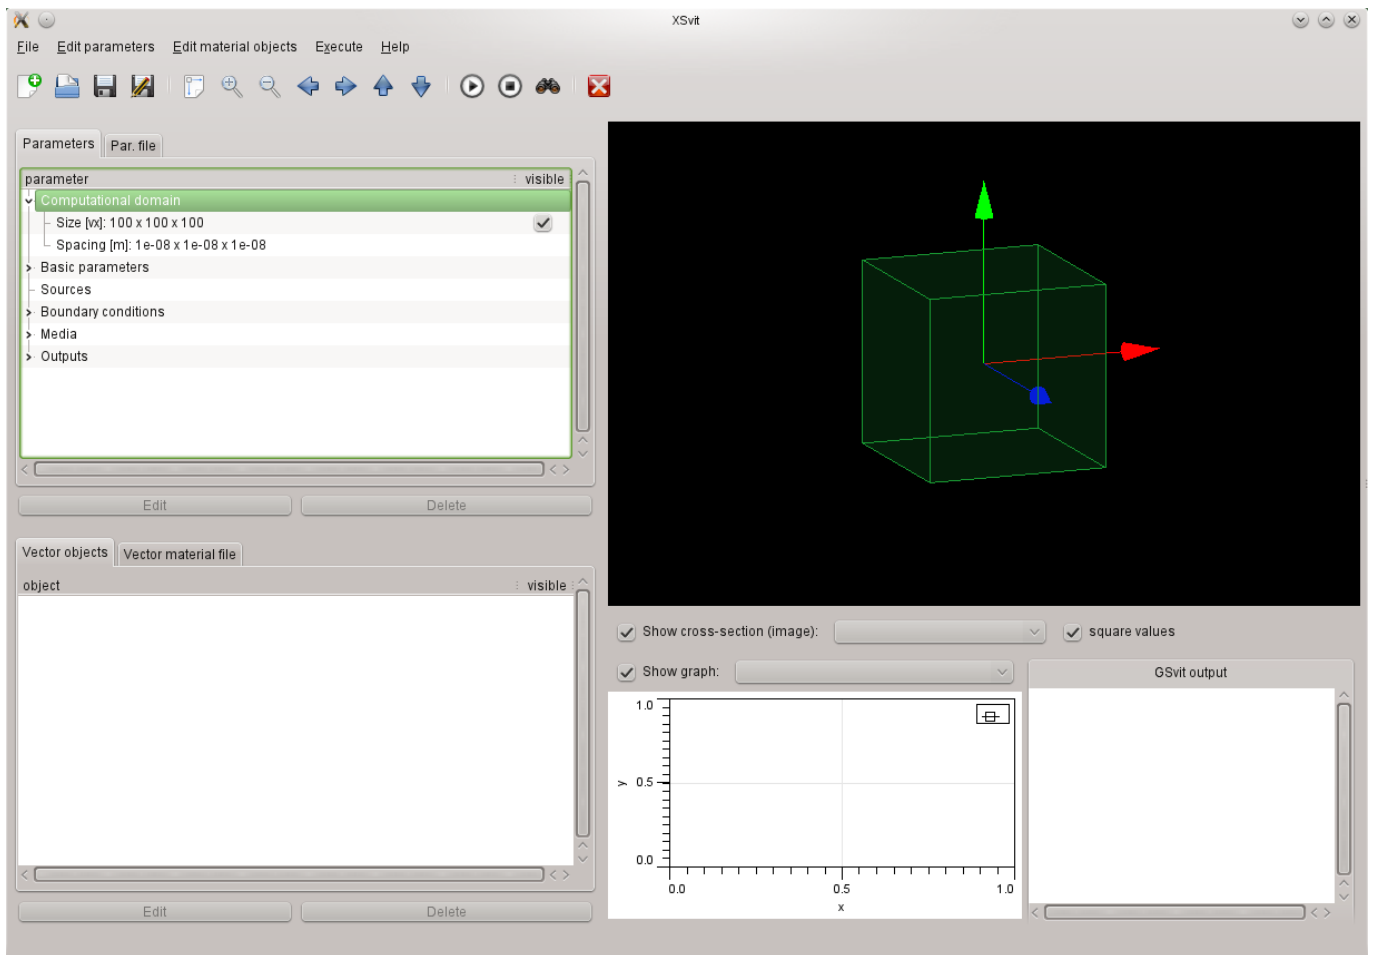 XSvit
File Edit parameters Edit material objects Execute Help
Parameters Par. file
parameter visible
Computational domain
Size [vx]: 100 x 100 x 100
Spacing [m]: 1e-08 x 1e-08 x 1e-08
Basic parameters
Sources
Boundary conditions
Media
Outputs
Edit Delete
Vector objects Vector material file
object visible
Edit Delete
Show cross-section (image): square values
Show graph:
GSvit output
1.0
y 0.5
0.0
0.0 0.5 1.0
x